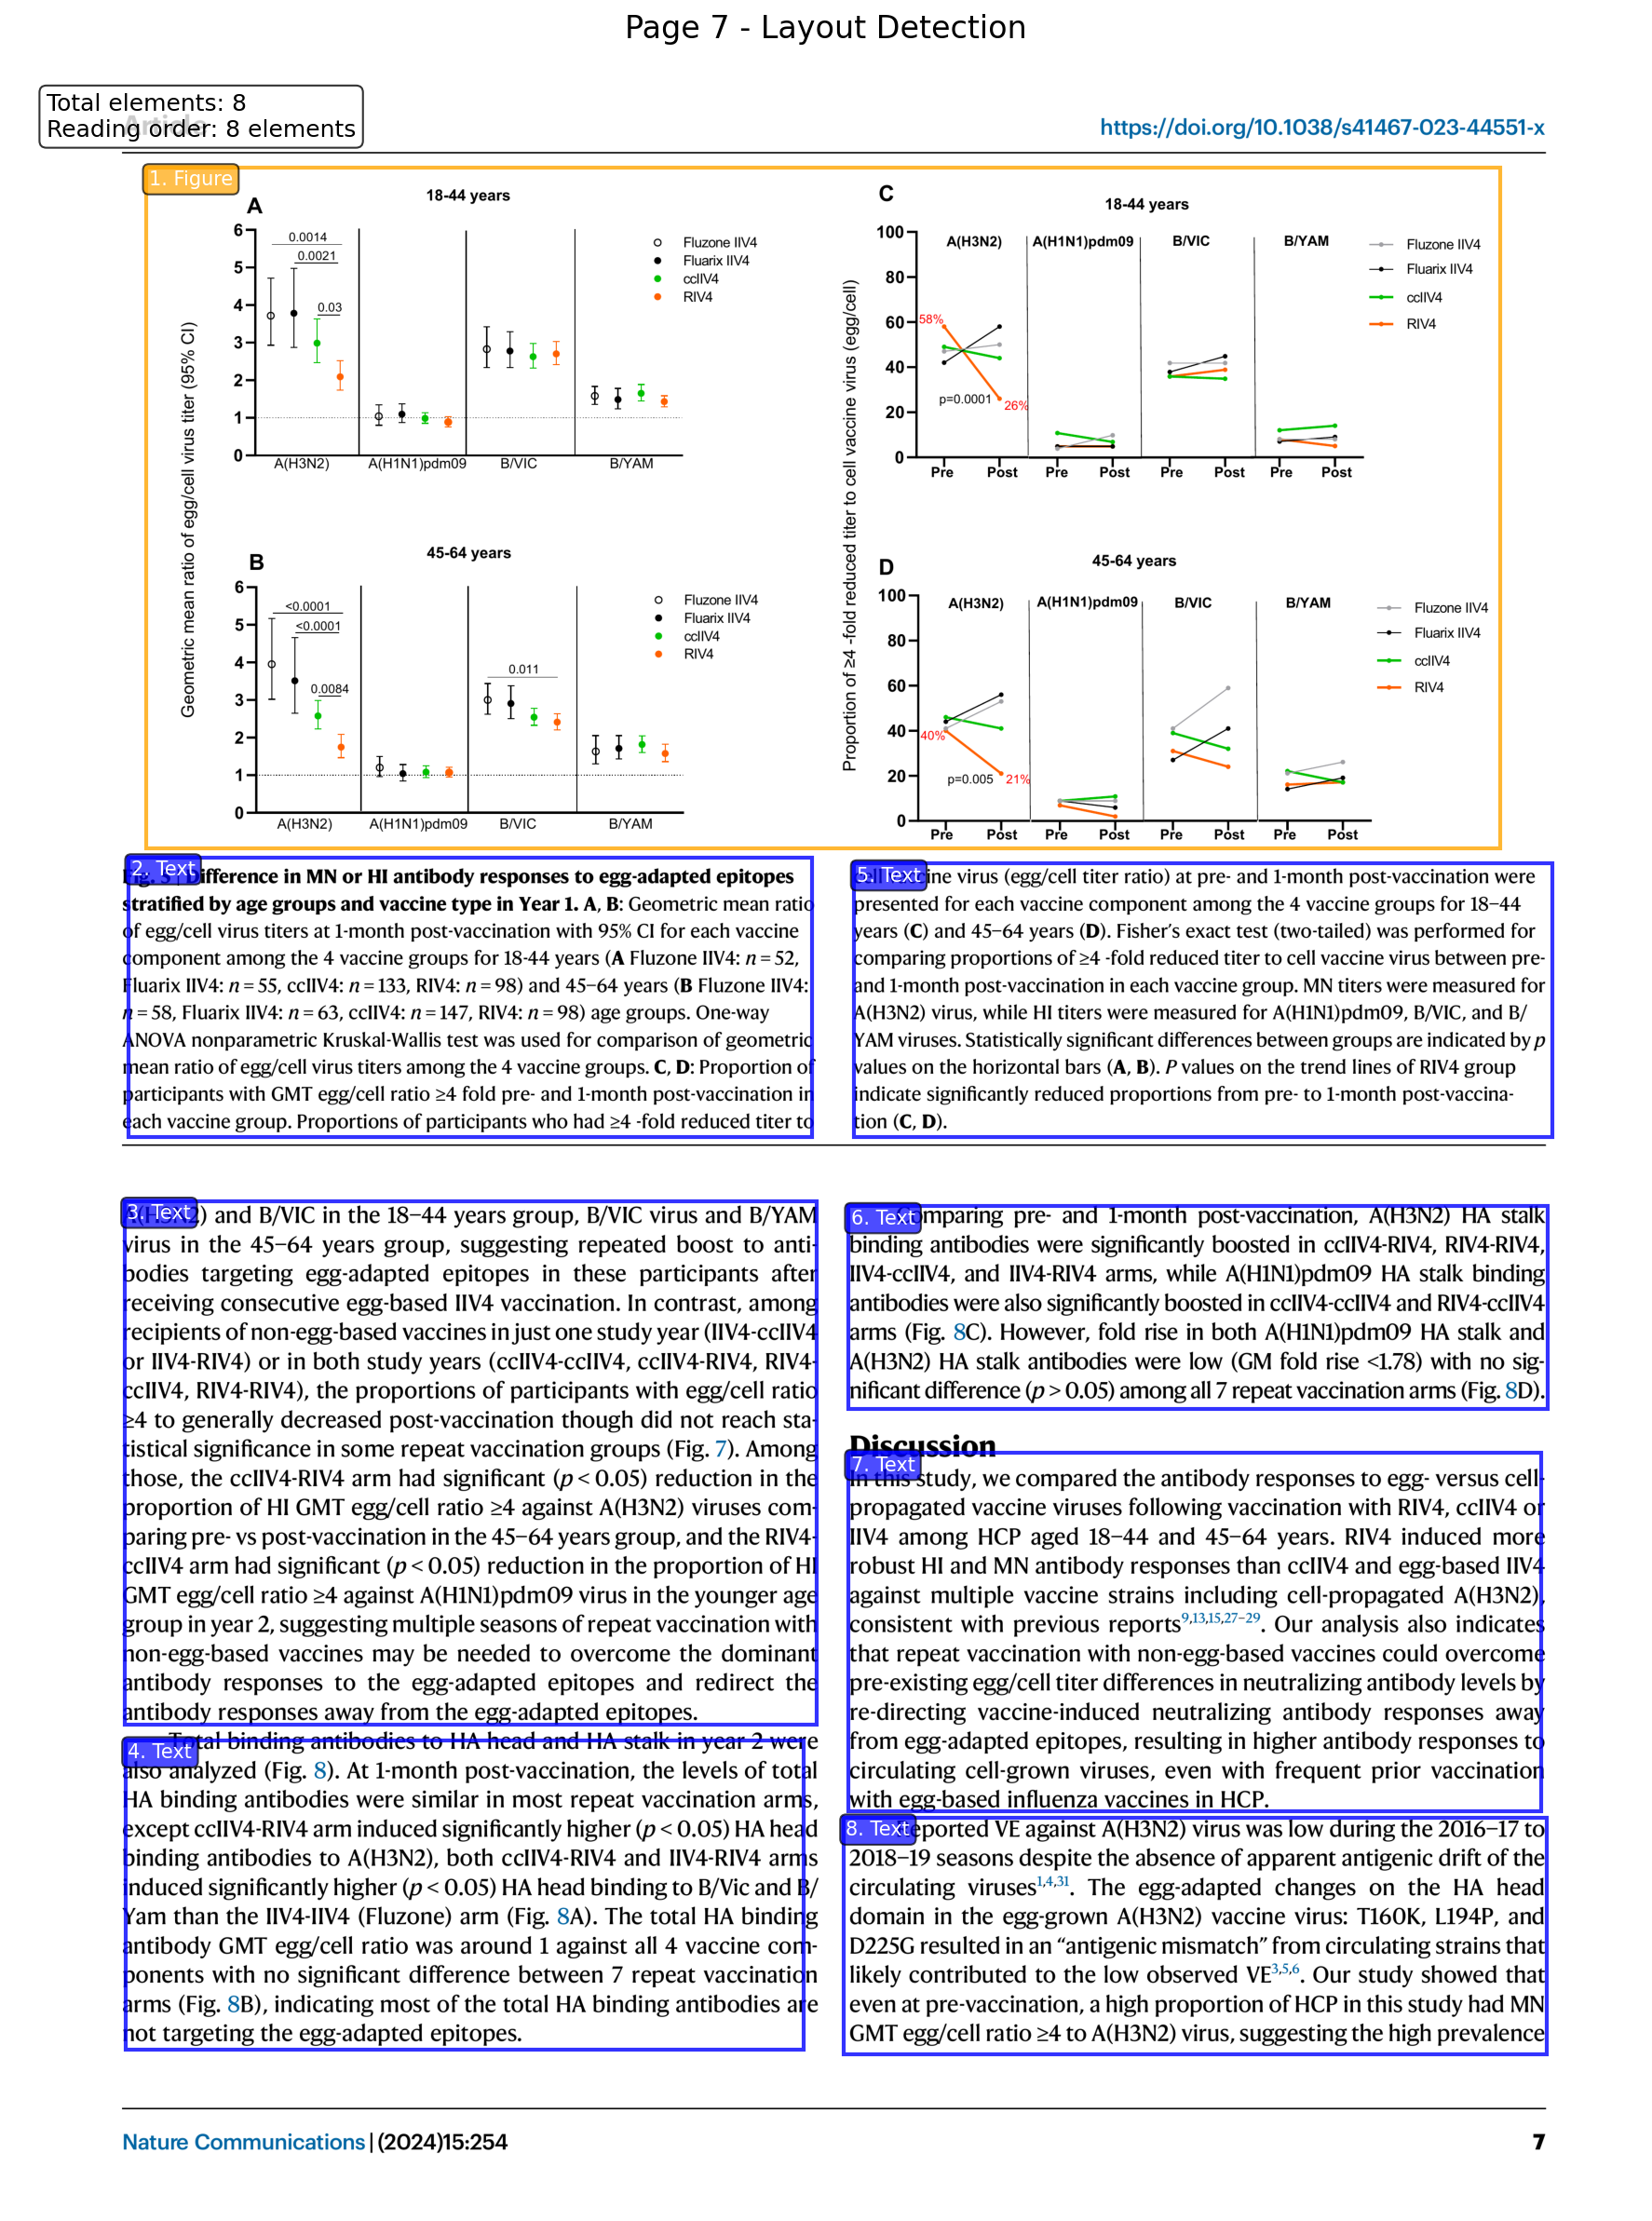 Page 7 - Layout Detection
Total elements: 8
Reading order: 8 elements
Article
https://doi.org/10.1038/s41467-023-44551-x
1. Figure
Geometric mean ratio of egg/cell virus titer (95% CI)
A
18-44 years
6
5
4
3
2
1
0
0.0014
0.0021
0.03
A(H3N2)
A(H1N1)pdm09
B/VIC
B/YAM
Fluzone IIV4
Fluarix IIV4
ccIIV4
RIV4
B
45-64 years
6
5
4
3
2
1
0
<0.0001
<0.0001
0.0084
0.011
A(H3N2)
A(H1N1)pdm09
B/VIC
B/YAM
Fluzone IIV4
Fluarix IIV4
ccIIV4
RIV4
Proportion of ≥4 -fold reduced titer to cell vaccine virus (egg/cell)
C
18-44 years
100
80
60
40
20
0
A(H3N2)
A(H1N1)pdm09
B/VIC
B/YAM
58%
p=0.0001
26%
Pre Post Pre Post Pre Post Pre Post
Fluzone IIV4
Fluarix IIV4
ccIIV4
RIV4
D
45-64 years
100
80
60
40
20
0
A(H3N2)
A(H1N1)pdm09
B/VIC
B/YAM
40%
p=0.005
21%
Pre Post Pre Post Pre Post Pre Post
Fluzone IIV4
Fluarix IIV4
ccIIV4
RIV4
2. Text
Difference in MN or HI antibody responses to egg-adapted epitopes
stratified by age groups and vaccine type in Year 1. A, B: Geometric mean ratio
of egg/cell virus titers at 1-month post-vaccination with 95% CI for each vaccine
component among the 4 vaccine groups for 18-44 years (A Fluzone IIV4: n = 52,
Fluarix IIV4: n = 55, ccIIV4: n = 133, RIV4: n = 98) and 45–64 years (B Fluzone IIV4:
n = 58, Fluarix IIV4: n = 63, ccIIV4: n = 147, RIV4: n = 98) age groups. One-way
ANOVA nonparametric Kruskal-Wallis test was used for comparison of geometric
mean ratio of egg/cell virus titers among the 4 vaccine groups. C, D: Proportion of
participants with GMT egg/cell ratio ≥4 fold pre- and 1-month post-vaccination in
each vaccine group. Proportions of participants who had ≥4 -fold reduced titer to
5. Text
cell vaccine virus (egg/cell titer ratio) at pre- and 1-month post-vaccination were
presented for each vaccine component among the 4 vaccine groups for 18–44
years (C) and 45–64 years (D). Fisher's exact test (two-tailed) was performed for
comparing proportions of ≥4 -fold reduced titer to cell vaccine virus between pre-
and 1-month post-vaccination in each vaccine group. MN titers were measured for
A(H3N2) virus, while HI titers were measured for A(H1N1)pdm09, B/VIC, and B/
YAM viruses. Statistically significant differences between groups are indicated by p
values on the horizontal bars (A, B). P values on the trend lines of RIV4 group
indicate significantly reduced proportions from pre- to 1-month post-vaccina-
tion (C, D).
3. Text
A(H3N2) and B/VIC in the 18–44 years group, B/VIC virus and B/YAM
virus in the 45–64 years group, suggesting repeated boost to anti-
bodies targeting egg-adapted epitopes in these participants after
receiving consecutive egg-based IIV4 vaccination. In contrast, among
recipients of non-egg-based vaccines in just one study year (IIV4-ccIIV4
or IIV4-RIV4) or in both study years (ccIIV4-ccIIV4, ccIIV4-RIV4, RIV4-
ccIIV4, RIV4-RIV4), the proportions of participants with egg/cell ratio
≥4 to generally decreased post-vaccination though did not reach sta-
tistical significance in some repeat vaccination groups (Fig. 7). Among
those, the ccIIV4-RIV4 arm had significant (p < 0.05) reduction in the
proportion of HI GMT egg/cell ratio ≥4 against A(H3N2) viruses com-
paring pre- vs post-vaccination in the 45–64 years group, and the RIV4-
ccIIV4 arm had significant (p < 0.05) reduction in the proportion of HI
GMT egg/cell ratio ≥4 against A(H1N1)pdm09 virus in the younger age
group in year 2, suggesting multiple seasons of repeat vaccination with
non-egg-based vaccines may be needed to overcome the dominant
antibody responses to the egg-adapted epitopes and redirect the
antibody responses away from the egg-adapted epitopes.
4. Text
Total binding antibodies to HA head and HA stalk in year 2 were
also analyzed (Fig. 8). At 1-month post-vaccination, the levels of total
HA binding antibodies were similar in most repeat vaccination arms,
except ccIIV4-RIV4 arm induced significantly higher (p < 0.05) HA head
binding antibodies to A(H3N2), both ccIIV4-RIV4 and IIV4-RIV4 arms
induced significantly higher (p < 0.05) HA head binding to B/Vic and B/
Yam than the IIV4-IIV4 (Fluzone) arm (Fig. 8A). The total HA binding
antibody GMT egg/cell ratio was around 1 against all 4 vaccine com-
ponents with no significant difference between 7 repeat vaccination
arms (Fig. 8B), indicating most of the total HA binding antibodies are
not targeting the egg-adapted epitopes.
6. Text
Comparing pre- and 1-month post-vaccination, A(H3N2) HA stalk
binding antibodies were significantly boosted in ccIIV4-RIV4, RIV4-RIV4,
IIV4-ccIIV4, and IIV4-RIV4 arms, while A(H1N1)pdm09 HA stalk binding
antibodies were also significantly boosted in ccIIV4-ccIIV4 and RIV4-ccIIV4
arms (Fig. 8C). However, fold rise in both A(H1N1)pdm09 HA stalk and
A(H3N2) HA stalk antibodies were low (GM fold rise <1.78) with no sig-
nificant difference (p > 0.05) among all 7 repeat vaccination arms (Fig. 8D).
Discussion
7. Text
In this study, we compared the antibody responses to egg- versus cell-
propagated vaccine viruses following vaccination with RIV4, ccIIV4 or
IIV4 among HCP aged 18–44 and 45–64 years. RIV4 induced more
robust HI and MN antibody responses than ccIIV4 and egg-based IIV4
against multiple vaccine strains including cell-propagated A(H3N2),
consistent with previous reports9,13,15,27–29. Our analysis also indicates
that repeat vaccination with non-egg-based vaccines could overcome
pre-existing egg/cell titer differences in neutralizing antibody levels by
re-directing vaccine-induced neutralizing antibody responses away
from egg-adapted epitopes, resulting in higher antibody responses to
circulating cell-grown viruses, even with frequent prior vaccination
with egg-based influenza vaccines in HCP.
8. Text
Reported VE against A(H3N2) virus was low during the 2016–17 to
2018–19 seasons despite the absence of apparent antigenic drift of the
circulating viruses1,4,31. The egg-adapted changes on the HA head
domain in the egg-grown A(H3N2) vaccine virus: T160K, L194P, and
D225G resulted in an “antigenic mismatch” from circulating strains that
likely contributed to the low observed VE3,5,6. Our study showed that
even at pre-vaccination, a high proportion of HCP in this study had MN
GMT egg/cell ratio ≥4 to A(H3N2) virus, suggesting the high prevalence
Nature Communications | (2024)15:254
7